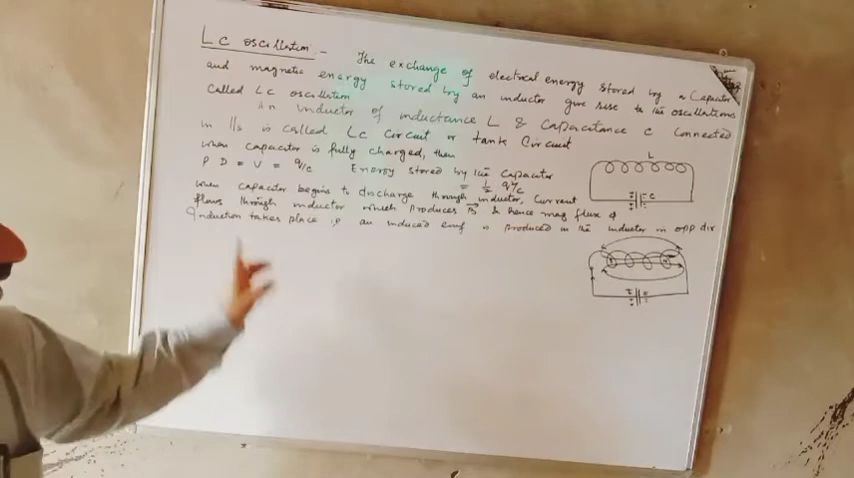 Lc oscillation :- The exchange of electrical energy stored by a Capacitor
and magnetic energy stored by an inductor give rise to the oscillations
called Lc oscillation
An inductor of inductance L & Capacitance c connected
in ||s is called Lc Circuit or tank Circuit
when capacitor is fully charged, then
P D = V = q/c Energy stored by the capacitor
= 1/2 q²/c
when capacitor begins to discharge through inductor, Current
flows through inductor which produces B & hence mag flux φ
Induction takes place i.e an induced emf is produced in the inductor in opp dir
L
C